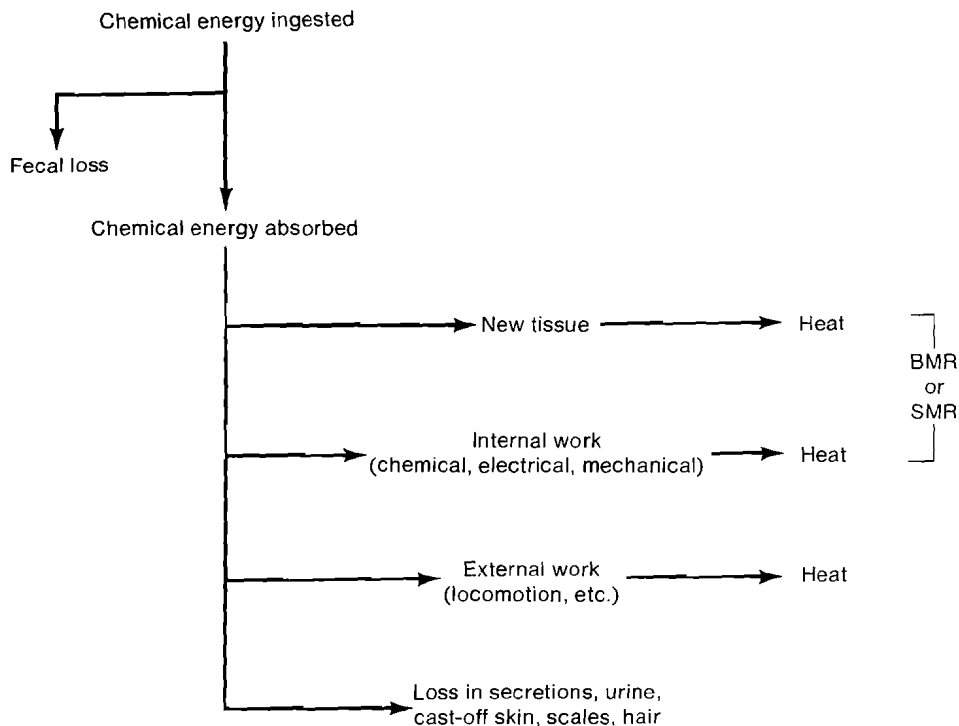 Chemical energy ingested
Fecal loss
Chemical energy absorbed
New tissue
Heat
BMR
or
SMR
Internal work
(chemical, electrical, mechanical)
Heat
External work
(locomotion, etc.)
Heat
Loss in secretions, urine,
cast-off skin, scales, hair